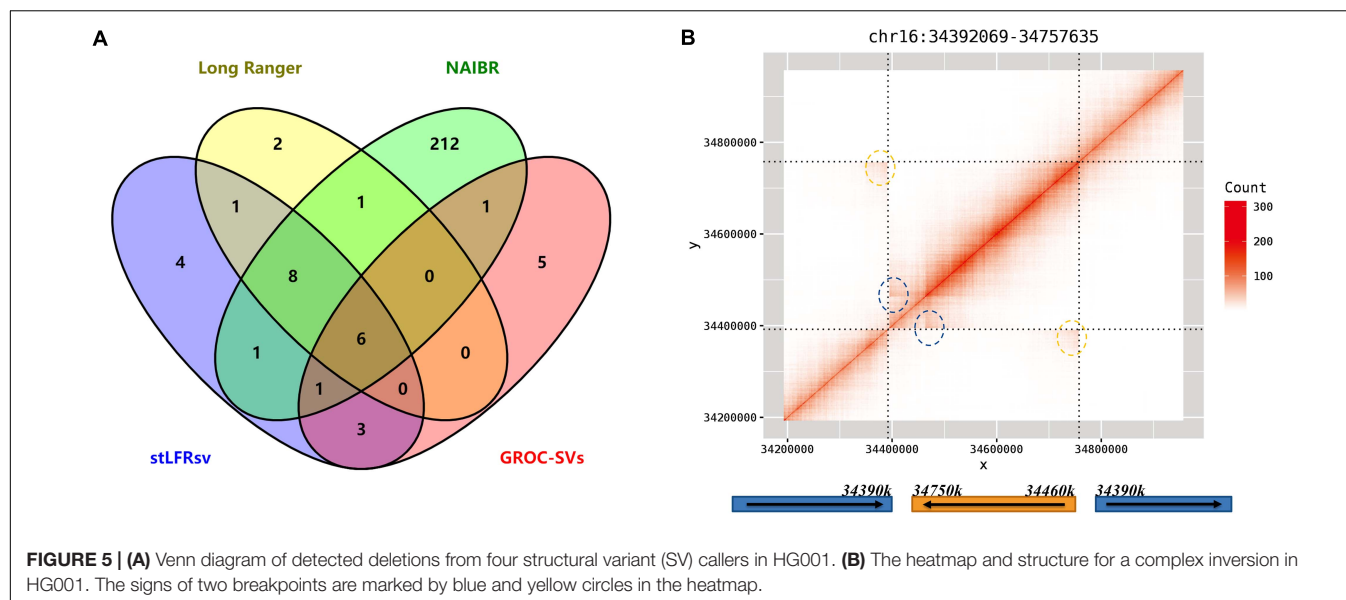 A
Long Ranger
NAIBR
2
212
1
1
1
4
8
0
5
6
1
0
1
0
3
stLFRsv
GROC-SVs
B
chr16:34392069-34757635
34800000
34600000
34400000
34200000
y
34200000
34400000
34600000
34800000
x
Count
300
200
100
34390k
34750k
34460k
34390k
FIGURE 5 | (A) Venn diagram of detected deletions from four structural variant (SV) callers in HG001. (B) The heatmap and structure for a complex inversion in
HG001. The signs of two breakpoints are marked by blue and yellow circles in the heatmap.